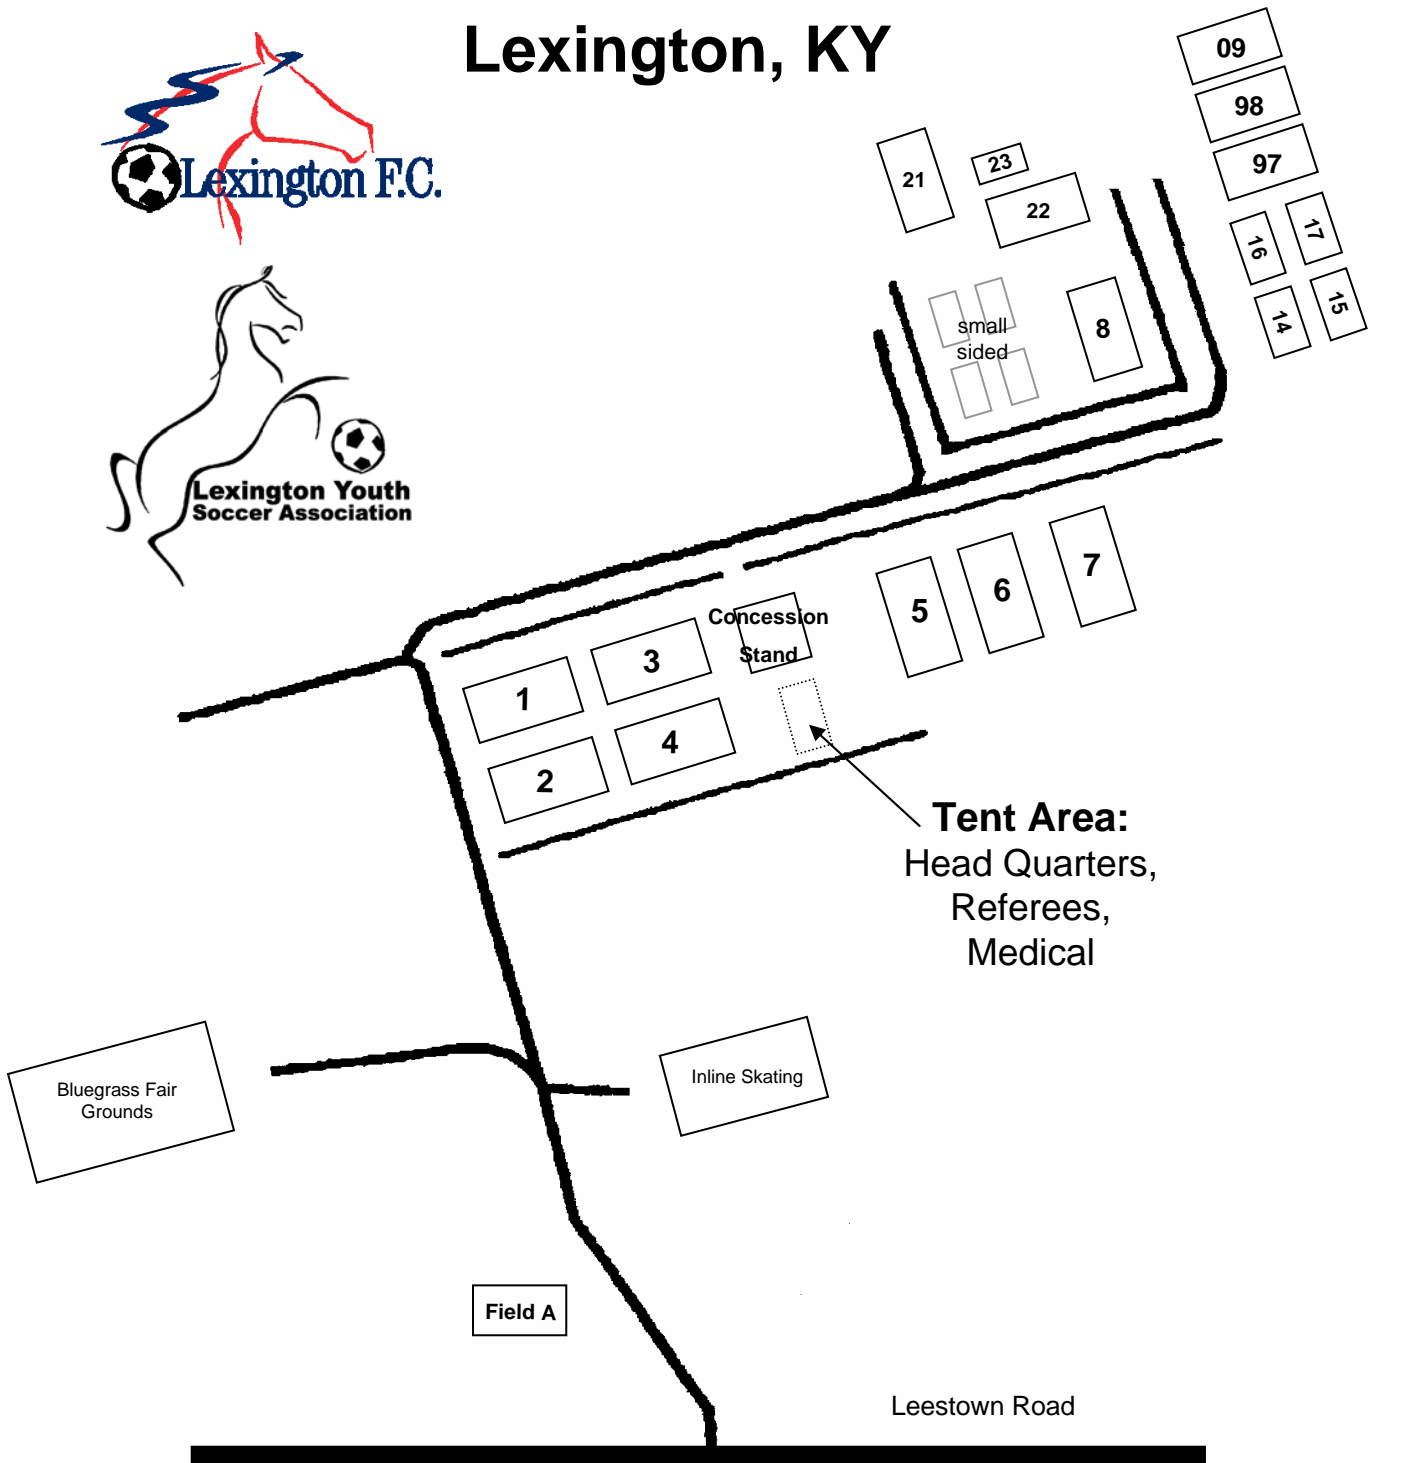 Lexington, KY
Lexington F.C.
09
98
97
21
23
22
16
17
14
15
small
sided
8
Lexington Youth
Soccer Association
5
6
7
Concession
Stand
1
3
2
4
Tent Area:
Head Quarters,
Referees,
Medical
Bluegrass Fair
Grounds
Inline Skating
Field A
Leestown Road